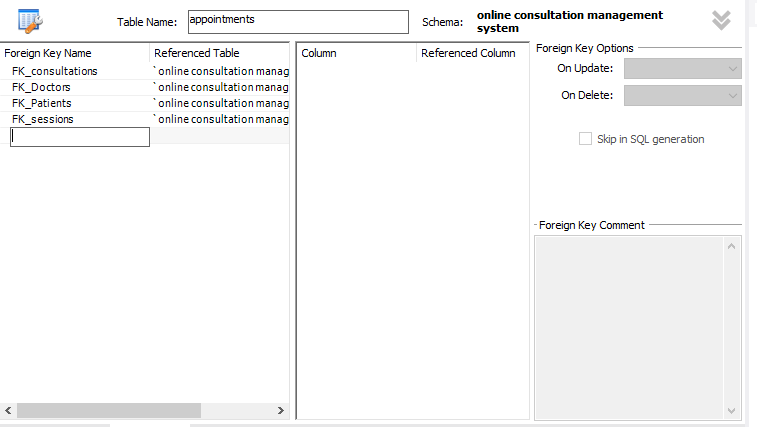 Table Name: appointments Schema: online consultation management system
Foreign Key Name Referenced Table Column Referenced Column Foreign Key Options
FK_consultations `online consultation manag On Update:
FK_Doctors `online consultation manag On Delete:
FK_Patients `online consultation manag
FK_sessions `online consultation manag
Skip in SQL generation
Foreign Key Comment